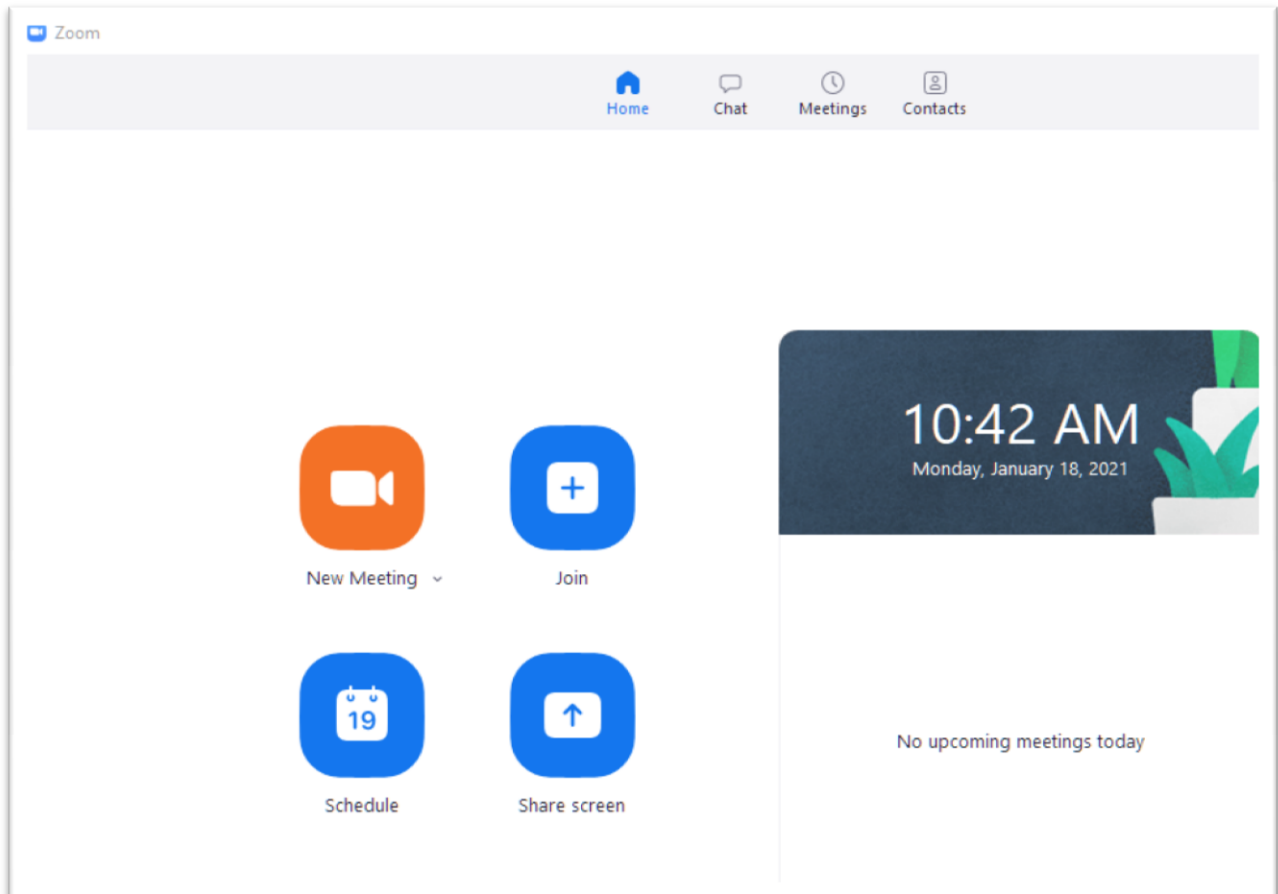 Zoom
Home Chat Meetings Contacts
10:42 AM
Monday, January 18, 2021
New Meeting Join
19
Schedule Share screen
No upcoming meetings today